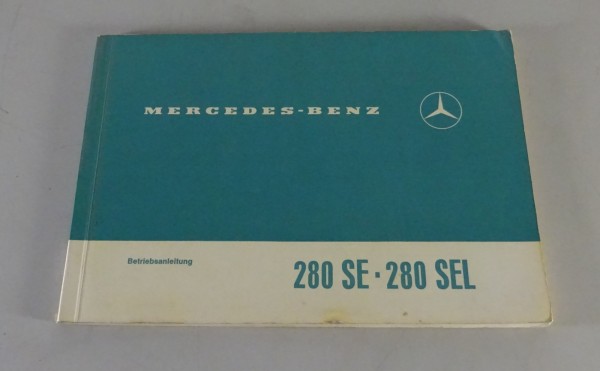 MERCEDES-BENZ
Betriebsanleitung
280 SE · 280 SEL